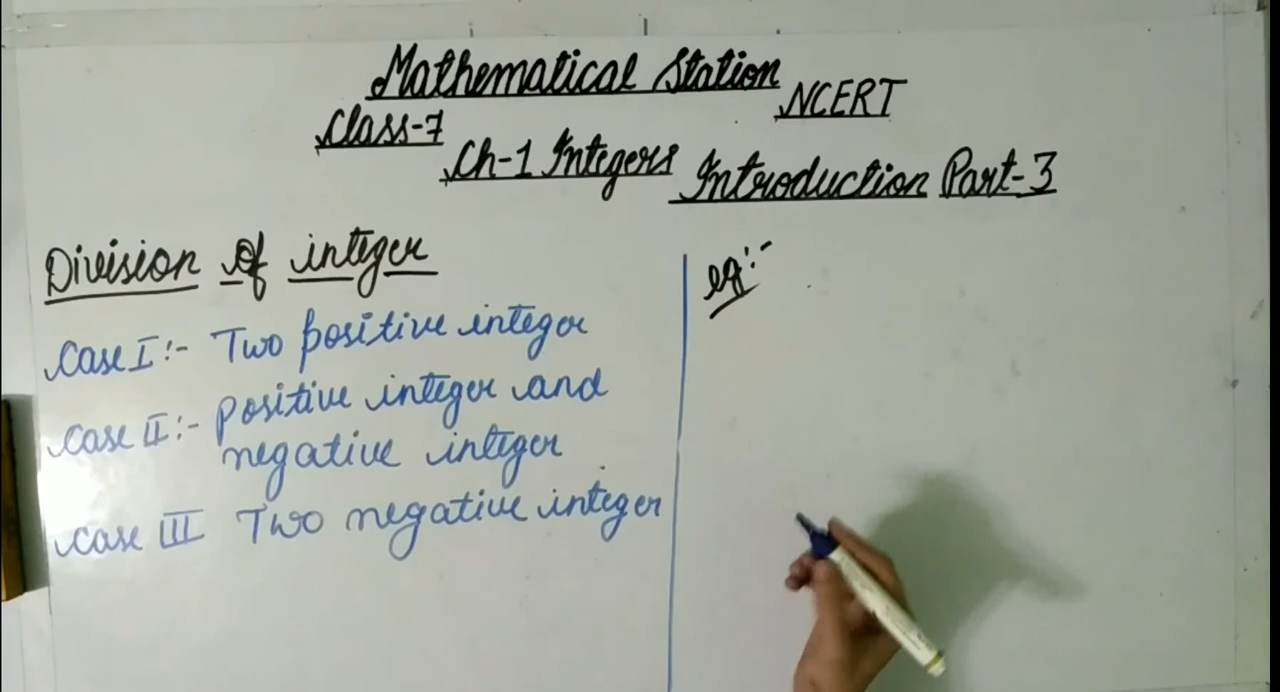 Mathematical Station
NCERT
Class-7
Ch-1 Integers
Introduction Part-3
Division of integer
eg:-
Case I:- Two positive integer
Case II:- positive integer and
negative integer
Case III Two negative integer